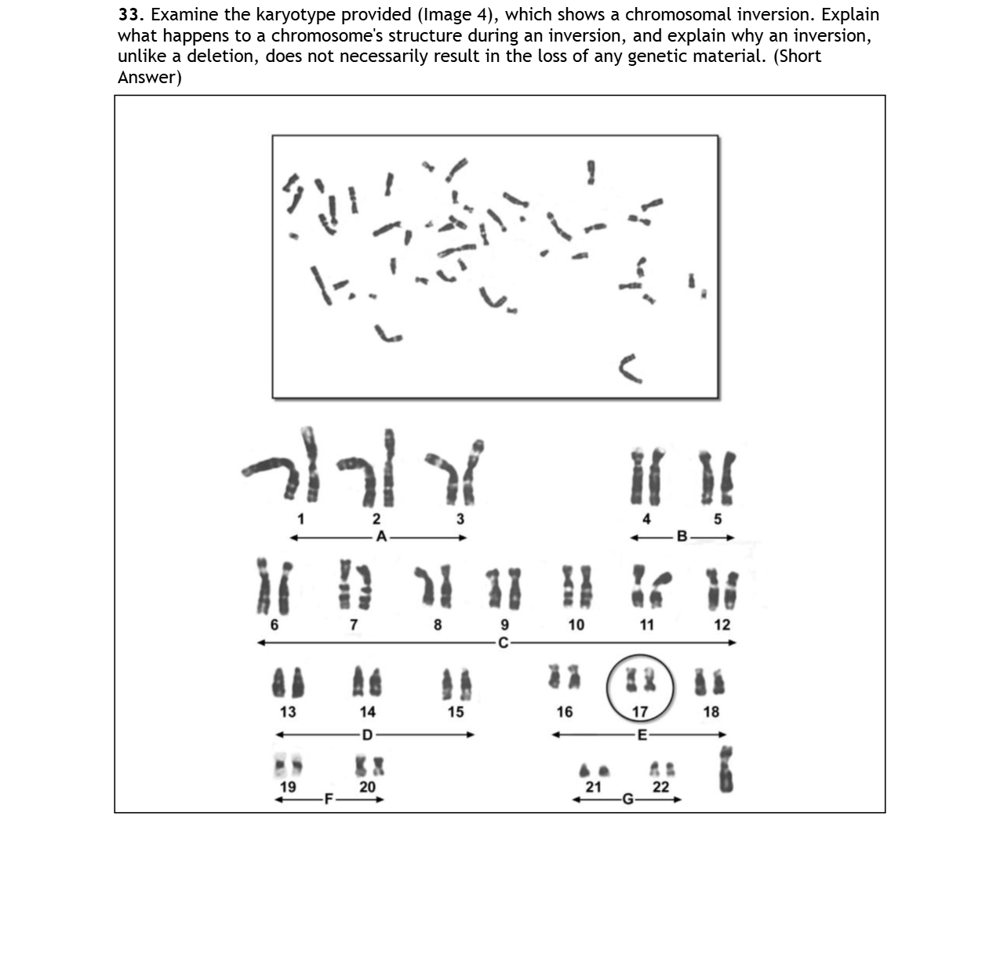 33. Examine the karyotype provided (Image 4), which shows a chromosomal inversion. Explain
what happens to a chromosome's structure during an inversion, and explain why an inversion,
unlike a deletion, does not necessarily result in the loss of any genetic material. (Short
Answer)
1 2 3 4 5
A B
6 7 8 9 10 11 12
C
13 14 15 16 17 18
D E
19 20 21 22
F G